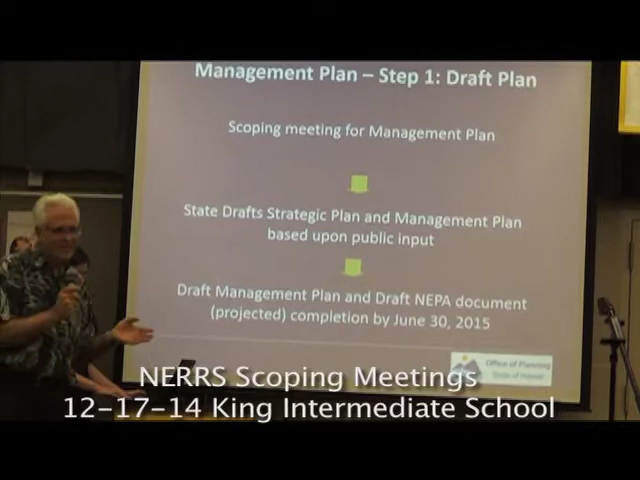 Management Plan – Step 1: Draft Plan
Scoping meeting for Management Plan
State Drafts Strategic Plan and Management Plan
based upon public input
Draft Management Plan and Draft NEPA document
(projected) completion by June 30, 2015
Office of Planning
State of Hawaii
NERRS Scoping Meetings
12-17-14 King Intermediate School